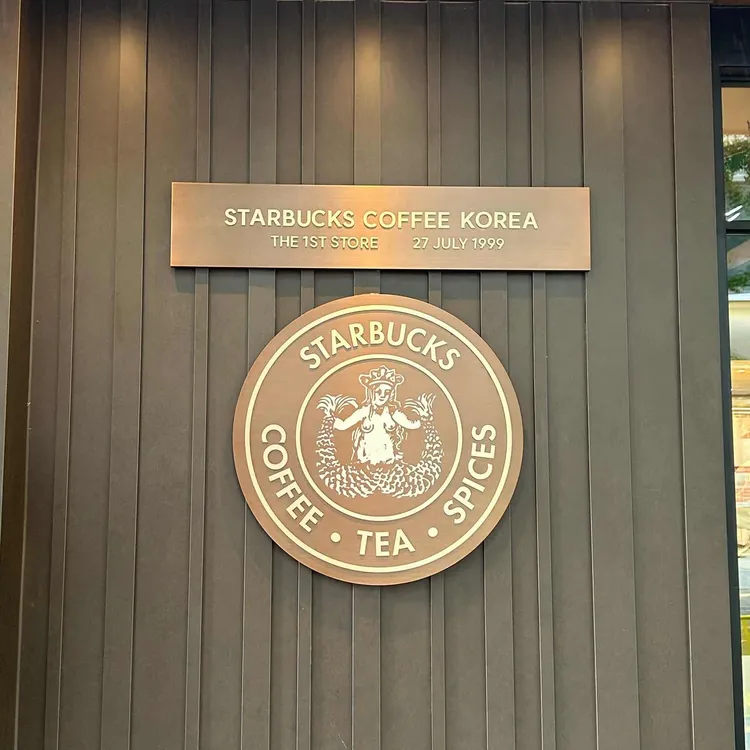 STARBUCKS COFFEE KOREA
THE 1ST STORE 27 JULY 1999
STARBUCKS
COFFEE • TEA • SPICES